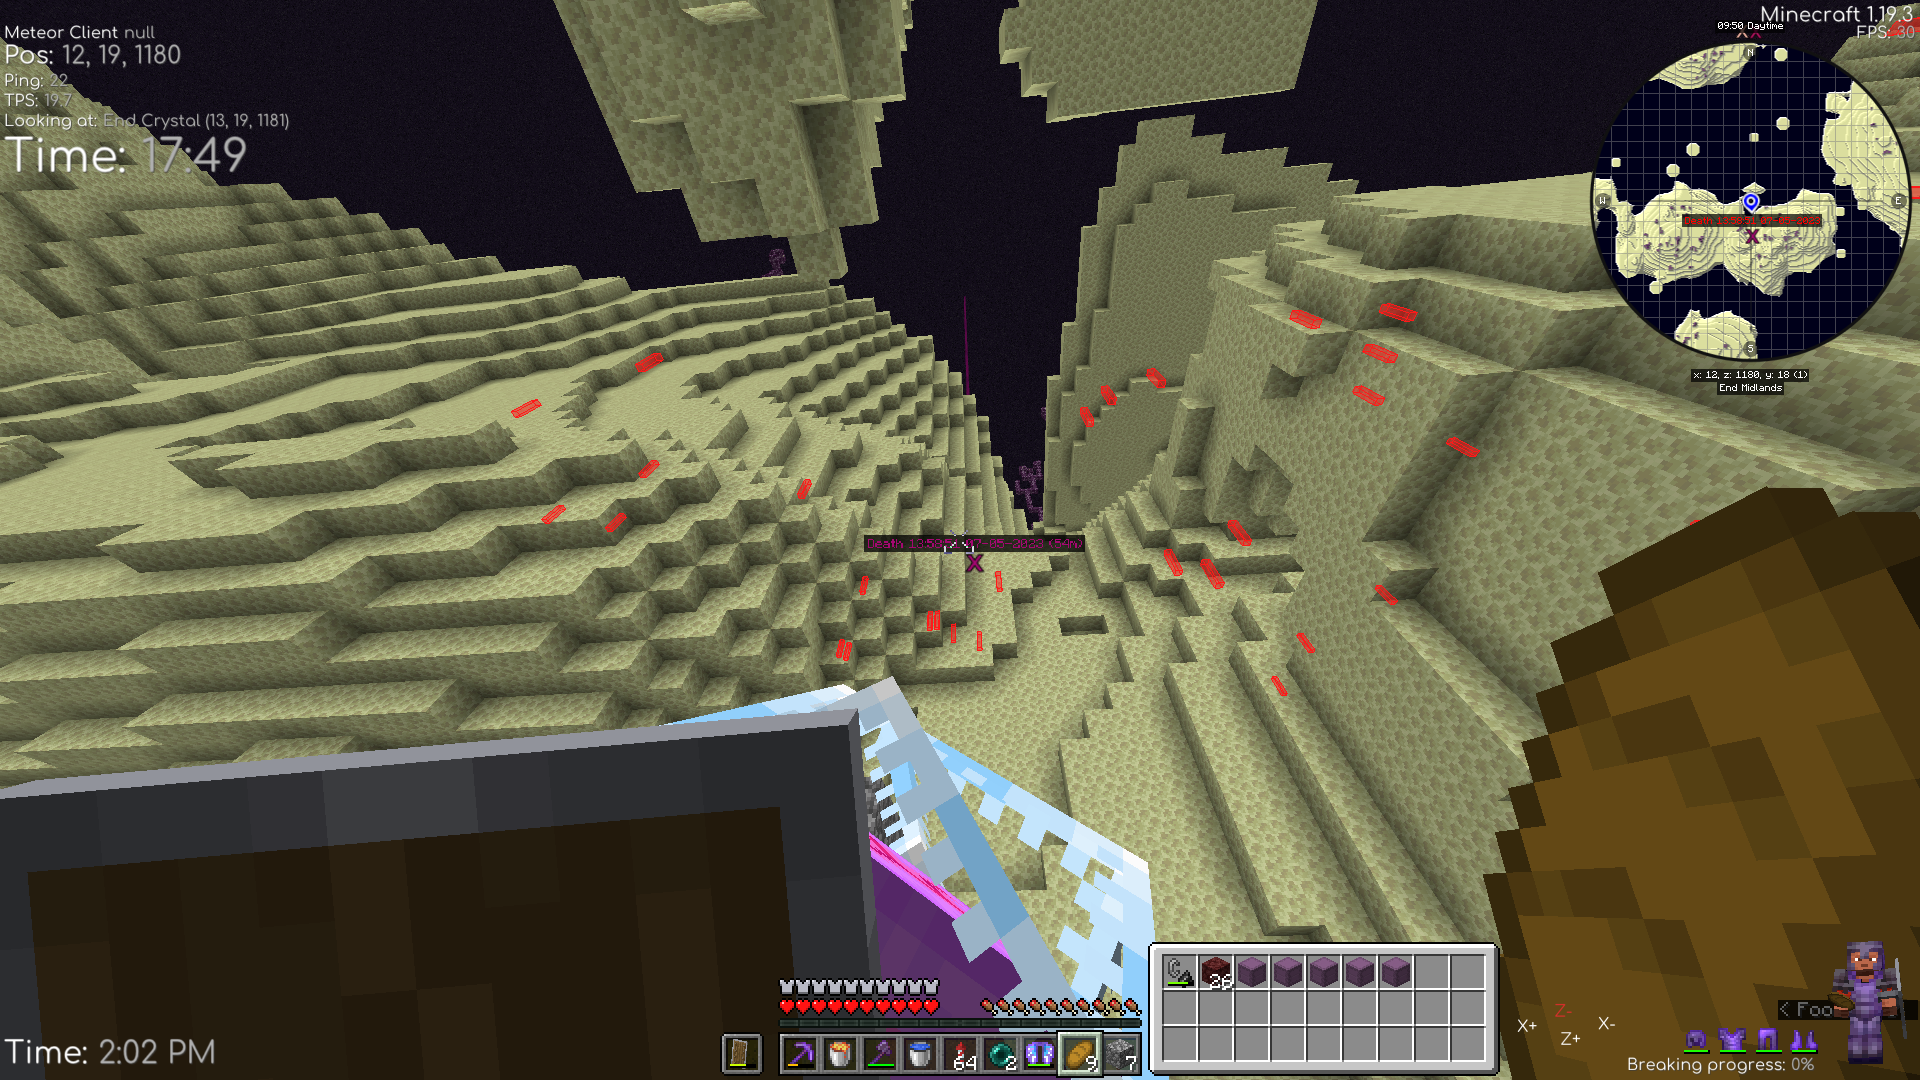 Meteor Client null
Pos: 12, 19, 1180
Ping: 22
TPS: 19.7
Looking at: End Crystal (13, 19, 1181)
Time: 17:49
Minecraft 1.19.3
09:50 Daytime
FPS: 30
N
W
E
S
X
x: 12, z: 1180, y: 18 (1)
End Midlands
X
26
64
2
9
7
Time: 2:02 PM
< Foo
Z-
X+
X-
Z+
Breaking progress: 0%